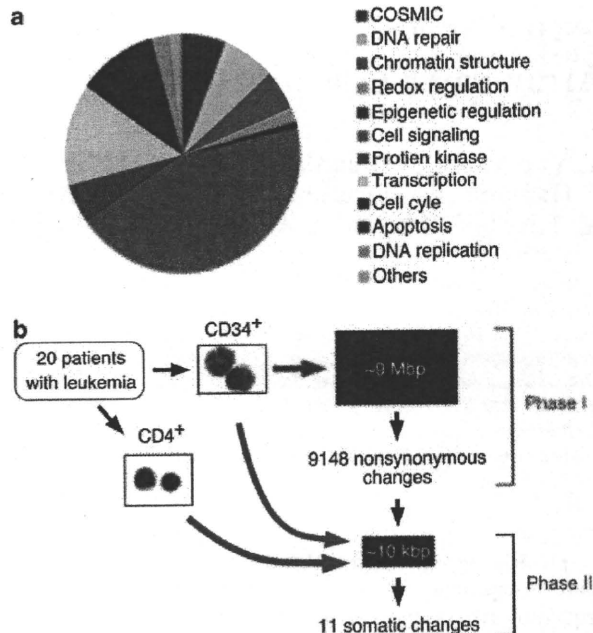 a
COSMIC
DNA repair
Chromatin structure
Redox regulation
Epigenetic regulation
Cell signaling
Protien kinase
Transcription
Cell cyle
Apoptosis
DNA replication
Others
b
20 patients
with leukemia
CD34+
CD4+
~9 Mbp
9148 nonsynonymous
changes
Phase I
~10 kbp
11 somatic changes
Phase II